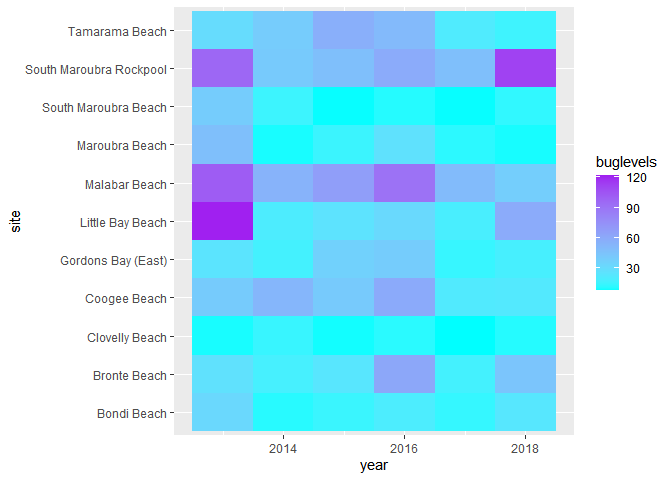 Tamarama Beach
South Maroubra Rockpool
South Maroubra Beach
Maroubra Beach
Malabar Beach
Little Bay Beach
Gordons Bay (East)
Coogee Beach
Clovelly Beach
Bronte Beach
Bondi Beach
site
2014
2016
2018
year
buglevels
120
90
60
30